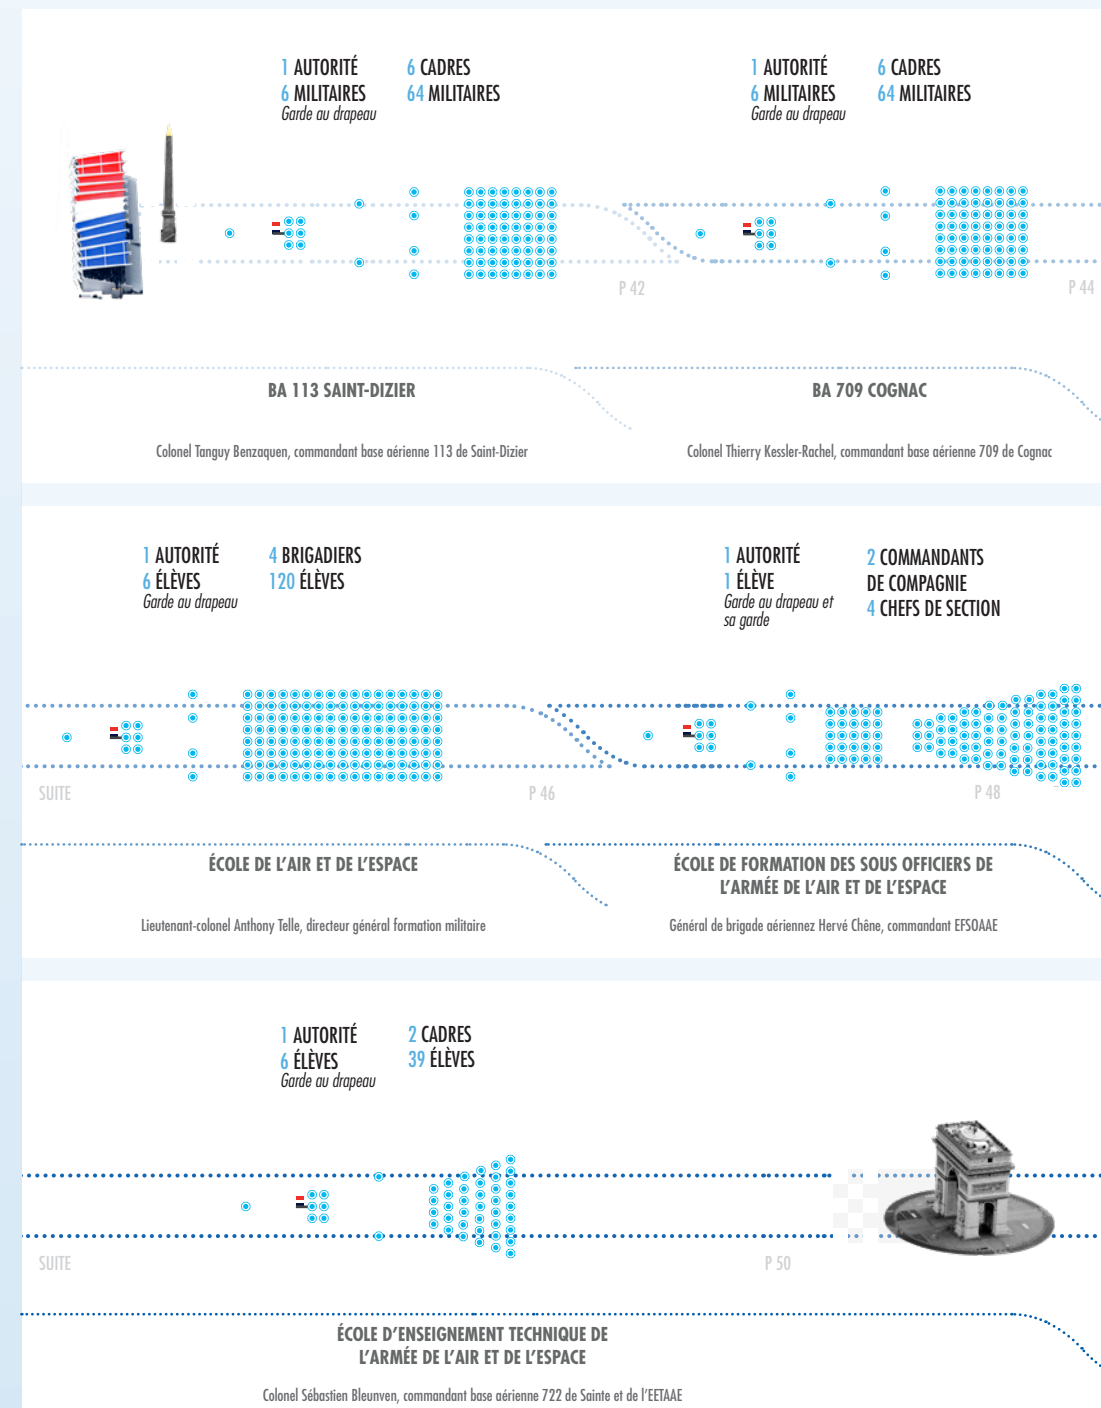 1 AUTORITÉ
6 MILITAIRES
Garde au drapeau
6 CADRES
64 MILITAIRES
1 AUTORITÉ
6 MILITAIRES
Garde au drapeau
6 CADRES
64 MILITAIRES
P 42
P 44
BA 113 SAINT-DIZIER
Colonel Tanguy Benzaquen, commandant base aérienne 113 de Saint-Dizier
BA 709 COGNAC
Colonel Thierry Kessler-Rachel, commandant base aérienne 709 de Cognac
1 AUTORITÉ
6 ÉLÈVES
Garde au drapeau
4 BRIGADIERS
120 ÉLÈVES
1 AUTORITÉ
1 ÉLÈVE
Garde au drapeau et
sa garde
2 COMMANDANTS
DE COMPAGNIE
4 CHEFS DE SECTION
SUITE
P 46
P 48
ÉCOLE DE L'AIR ET DE L'ESPACE
Lieutenant-colonel Anthony Telle, directeur général formation militaire
ÉCOLE DE FORMATION DES SOUS OFFICIERS DE
L'ARMÉE DE L'AIR ET DE L'ESPACE
Général de brigade aériennez Hervé Chêne, commandant EFSOAAE
1 AUTORITÉ
6 ÉLÈVES
Garde au drapeau
2 CADRES
39 ÉLÈVES
SUITE
P 50
ÉCOLE D'ENSEIGNEMENT TECHNIQUE DE
L'ARMÉE DE L'AIR ET DE L'ESPACE
Colonel Sébastien Bleunven, commandant base aérienne 722 de Sainte et de l'EETAAE